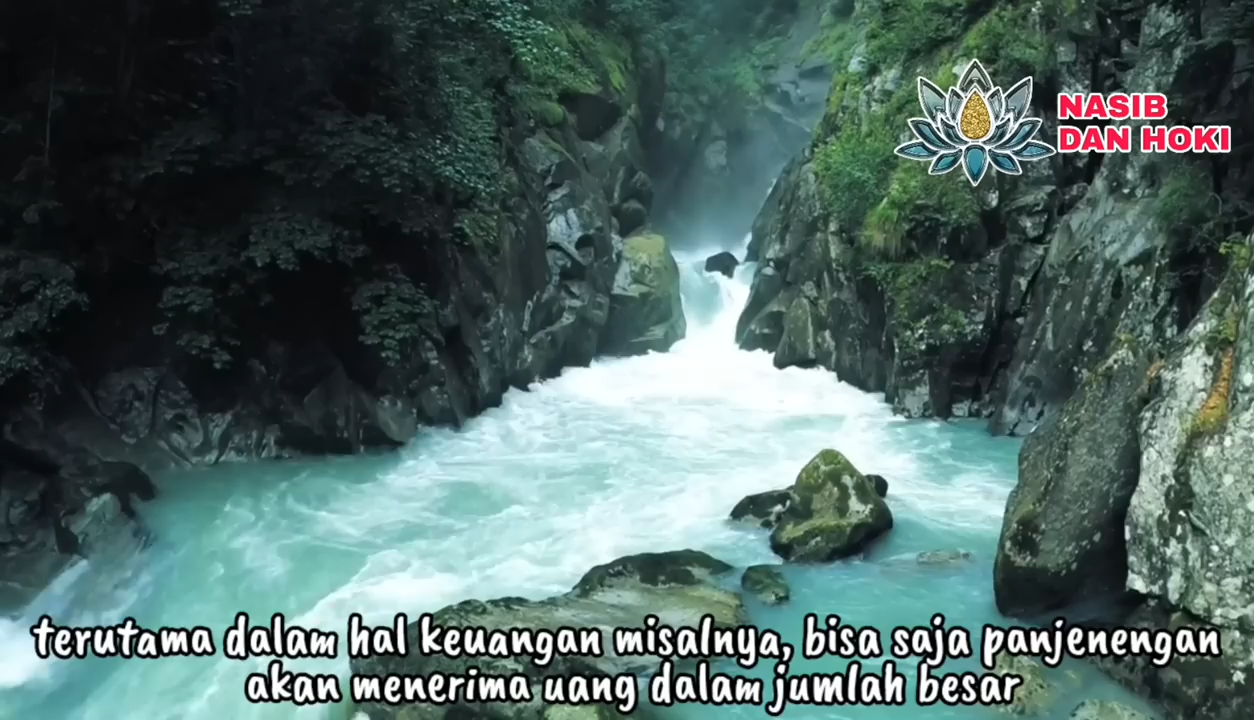 NASIB
DAN HOKI
terutama dalam hal keuangan misalnya, bisa saja panjenengan
akan menerima uang dalam jumlah besar